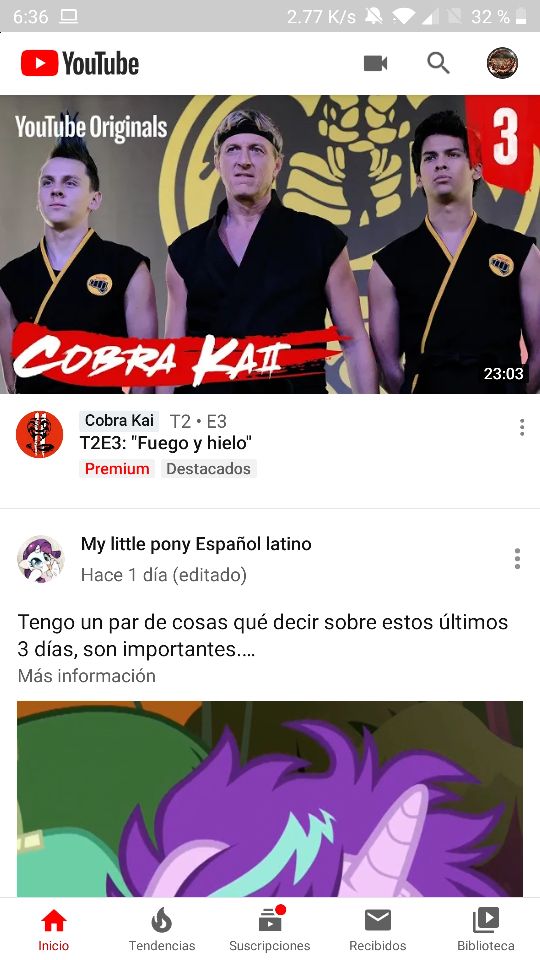 6:36
2.77 K/s
32 %
YouTube
YouTube Originals
3
COBRA KAI II
23:03
Cobra Kai T2 • E3
T2E3: "Fuego y hielo"
Premium Destacados
My little pony Español latino
Hace 1 día (editado)
Tengo un par de cosas qué decir sobre estos últimos
3 días, son importantes....
Más información
Inicio
Tendencias
Suscripciones
Recibidos
Biblioteca